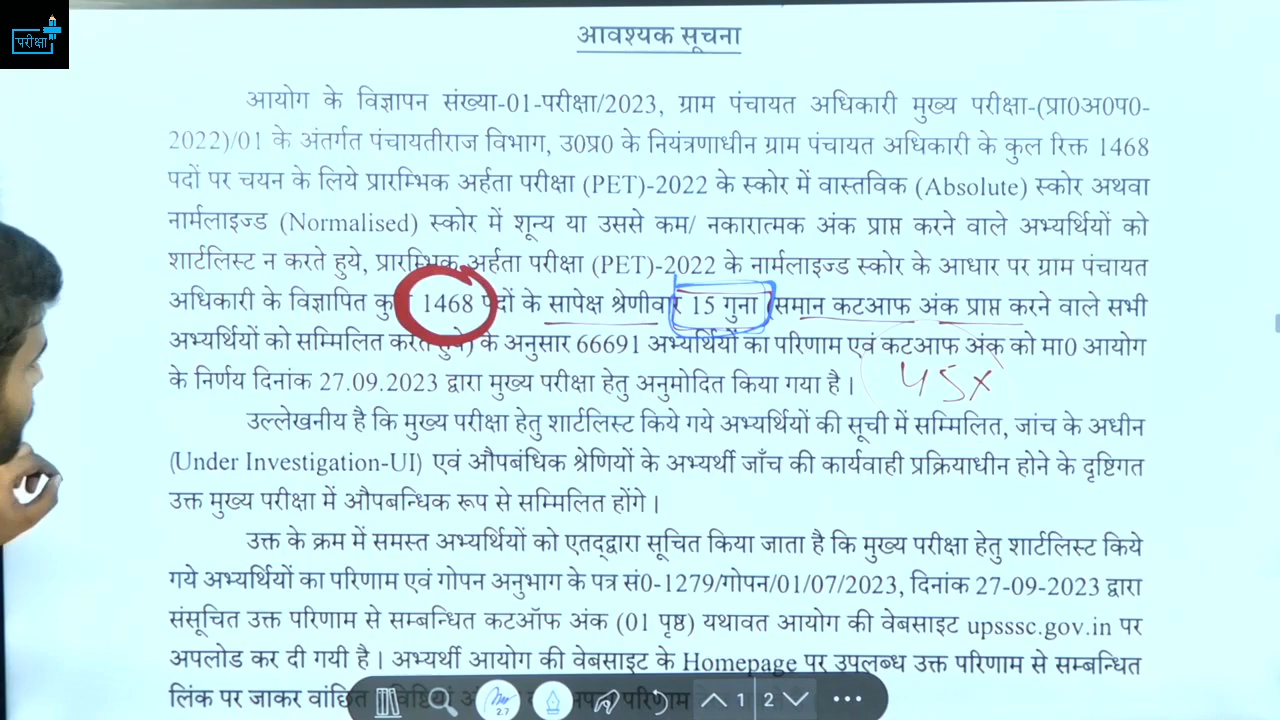 परीक्षा
आवश्यक सूचना
आयोग के विज्ञापन संख्या-01-परीक्षा/2023, ग्राम पंचायत अधिकारी मुख्य परीक्षा-(प्रा0अ0प0-
2022)/01 के अंतर्गत पंचायतीराज विभाग, उ0प्र0 के नियंत्रणाधीन ग्राम पंचायत अधिकारी के कुल रिक्त 1468
पदों पर चयन के लिये प्रारम्भिक अर्हता परीक्षा (PET)-2022 के स्कोर में वास्तविक (Absolute) स्कोर अथवा
नार्मलाइज्ड (Normalised) स्कोर में शून्य या उससे कम/ नकारात्मक अंक प्राप्त करने वाले अभ्यर्थियों को
शार्टलिस्ट न करते हुये, प्रारम्भिक अर्हता परीक्षा (PET)-2022 के नार्मलाइज्ड स्कोर के आधार पर ग्राम पंचायत
अधिकारी के विज्ञापित 1468 पदों के सापेक्ष श्रेणीवार 15 गुना (समान कटआफ अंक प्राप्त करने वाले सभी
अभ्यर्थियों को सम्मिलित करते हुये) के अनुसार 66691 अभ्यर्थियों का परिणाम एवं कटआफ अंक को मा0 आयोग
के निर्णय दिनांक 27.09.2023 द्वारा मुख्य परीक्षा हेतु अनुमोदित किया गया है।
45x
उल्लेखनीय है कि मुख्य परीक्षा हेतु शार्टलिस्ट किये गये अभ्यर्थियों की सूची में सम्मिलित, जांच के अधीन
(Under Investigation-UI) एवं औपबंधिक श्रेणियों के अभ्यर्थी जाँच की कार्यवाही प्रक्रियाधीन होने के दृष्टिगत
उक्त मुख्य परीक्षा में औपबन्धिक रूप से सम्मिलित होंगे।
उक्त के क्रम में समस्त अभ्यर्थियों को एतद्द्वारा सूचित किया जाता है कि मुख्य परीक्षा हेतु शार्टलिस्ट किये
गये अभ्यर्थियों का परिणाम एवं गोपन अनुभाग के पत्र सं0-1279/गोपन/01/07/2023, दिनांक 27-09-2023 द्वारा
संसूचित उक्त परिणाम से सम्बन्धित कटऑफ अंक (01 पृष्ठ) यथावत आयोग की वेबसाइट upsssc.gov.in पर
अपलोड कर दी गयी है। अभ्यर्थी आयोग की वेबसाइट के Homepage पर उपलब्ध उक्त परिणाम से सम्बन्धित
लिंक पर जाकर वांछित परिणाम
2.7
1 2